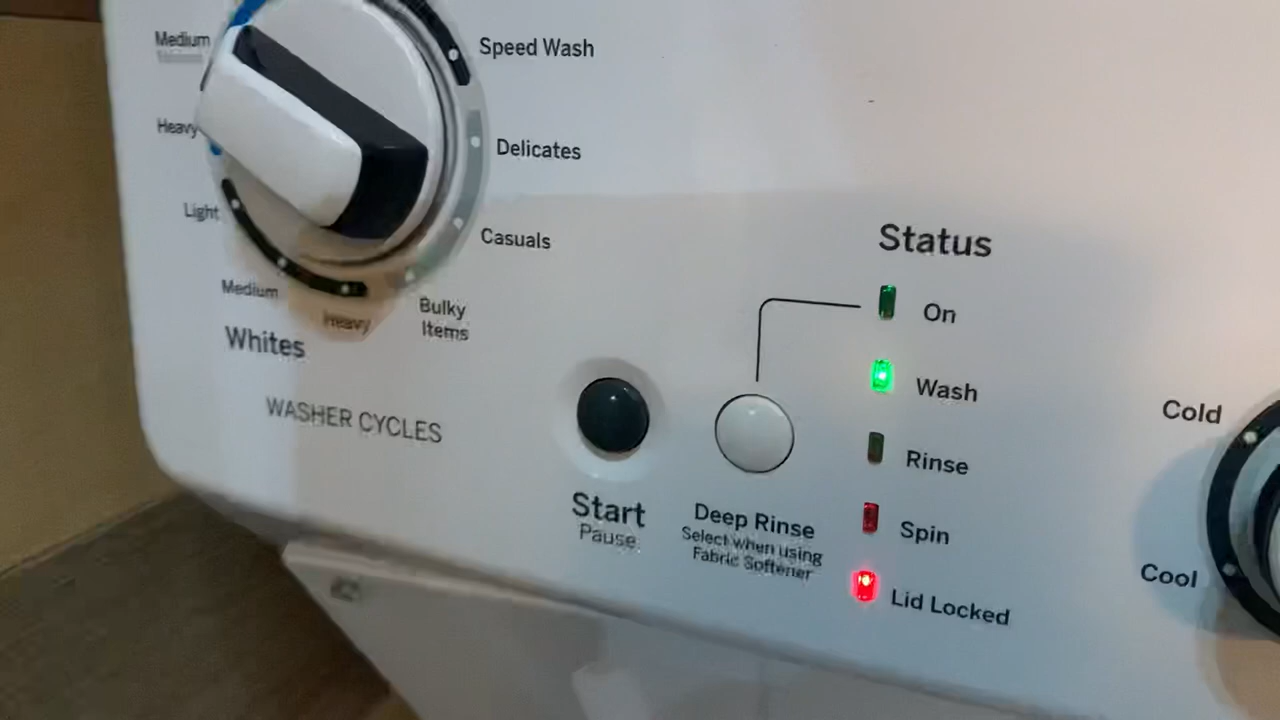 Medium
Speed Wash
Heavy
Delicates
Light
Casuals
Medium
Heavy
Bulky
Items
Whites
WASHER CYCLES
Start
Pause
Deep Rinse
Select when using
Fabric Softener
Status
On
Wash
Rinse
Spin
Lid Locked
Cold
Cool